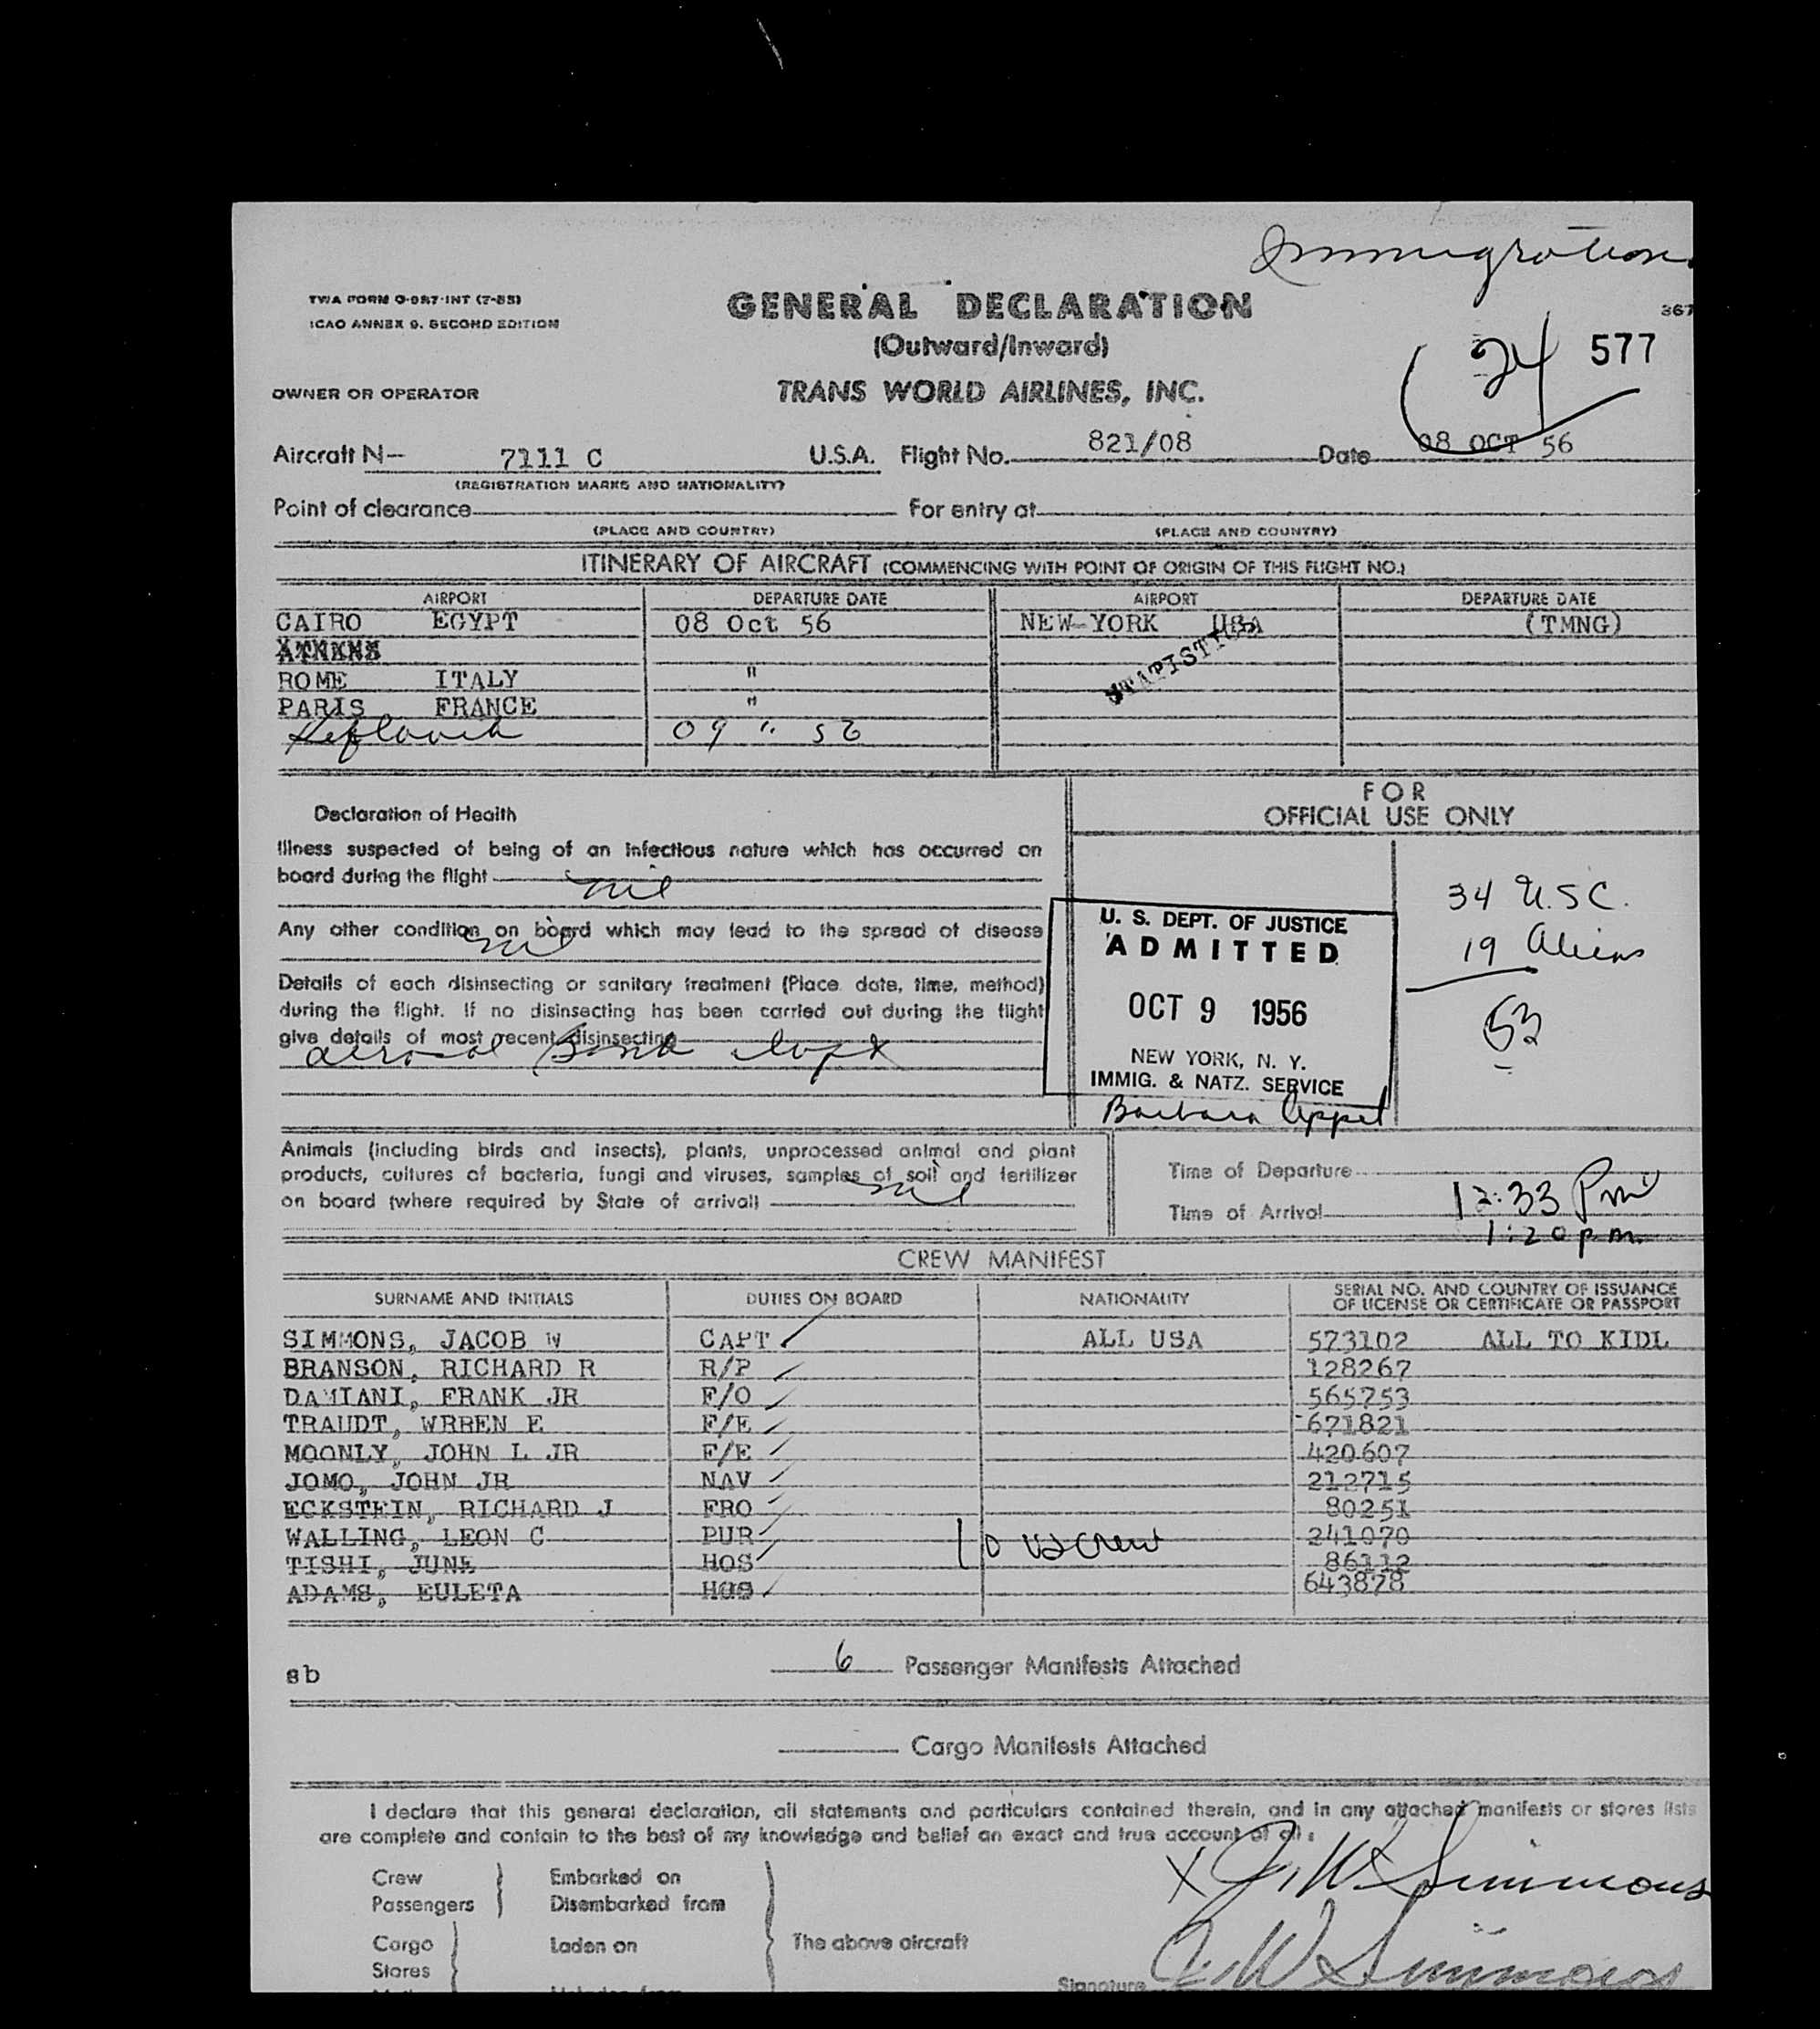 Immigration
TWA FORM O-987-INT (7-55)
ICAO ANNEX 9. SECOND EDITION
GENERAL DECLARATION
367
(Outward/Inward)
24 577
OWNER OR OPERATOR
TRANS WORLD AIRLINES, INC.
Aircraft N- 7111 C U.S.A. Flight No. 821/08 Date 08 OCT 56
(REGISTRATION MARKS AND NATIONALITY)
Point of clearance For entry at
(PLACE AND COUNTRY) (PLACE AND COUNTRY)
ITINERARY OF AIRCRAFT (COMMENCING WITH POINT OF ORIGIN OF THIS FLIGHT NO.)
AIRPORT DEPARTURE DATE AIRPORT DEPARTURE DATE
CAIRO EGYPT 08 Oct 56 NEW YORK USA (TMNG)
ROME ITALY "
PARIS FRANCE "
Keflavik 09 " 56
FOR
OFFICIAL USE ONLY
Declaration of Health
Illness suspected of being of an infectious nature which has occurred on
board during the flight nil
Any other condition on board which may lead to the spread of disease
nil
Details of each disinsecting or sanitary treatment (Place, date, time, method)
during the flight. If no disinsecting has been carried out during the flight
give details of most recent disinsecting
aerosol Bomb
U. S. DEPT. OF JUSTICE
ADMITTED
OCT 9 1956
NEW YORK, N. Y.
IMMIG. & NATZ. SERVICE
Barbara Appel
34 U.S.C.
19 Aliens
53
Animals (including birds and insects), plants, unprocessed animal and plant
products, cultures of bacteria, fungi and viruses, samples of soil and fertilizer
on board (where required by State of arrival) nil
Time of Departure
Time of Arrival 12:33 Pm
1:20 p.m.
CREW MANIFEST
SURNAME AND INITIALS DUTIES ON BOARD NATIONALITY SERIAL NO. AND COUNTRY OF ISSUANCE
OF LICENSE OR CERTIFICATE OR PASSPORT
SIMMONS, JACOB W CAPT ALL USA 573102 ALL TO KIDL
BRANSON, RICHARD R R/P 128267
DAMIANI, FRANK JR F/O 565753
TRAUDT, WRREN E F/E 671821
MOONLY, JOHN L JR F/E 420607
JOMO, JOHN JR NAV 212715
ECKSTEIN, RICHARD J FRO 80251
WALLING, LEON C PUR 10 US Crew 241070
TISHI, JUNE HOS 86112
ADAMS, EULETA HOS 643878
sb
6 Passenger Manifests Attached
Cargo Manifests Attached
I declare that this general declaration, all statements and particulars contained therein, and in any attached manifests or stores lists
are complete and contain to the best of my knowledge and belief an exact and true account of all:
Crew Embarked on
Passengers Disembarked from
X J. W. Simmons
Cargo Laden on The above aircraft
Stores
Signature J. W. Simmons